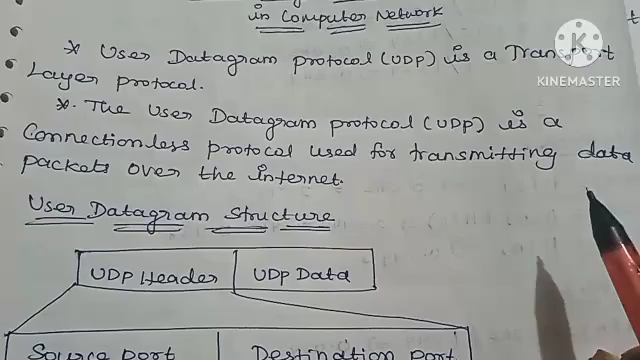 in Computer Network
* User Datagram protocol (UDP) is a Transport
Layer protocol.
*. The User Datagram protocol (UDP) is a
Connectionless protocol used for transmitting data
packets over the internet.
User Datagram Structure
UDP Header UDP Data
Source port Destination port
KINEMASTER